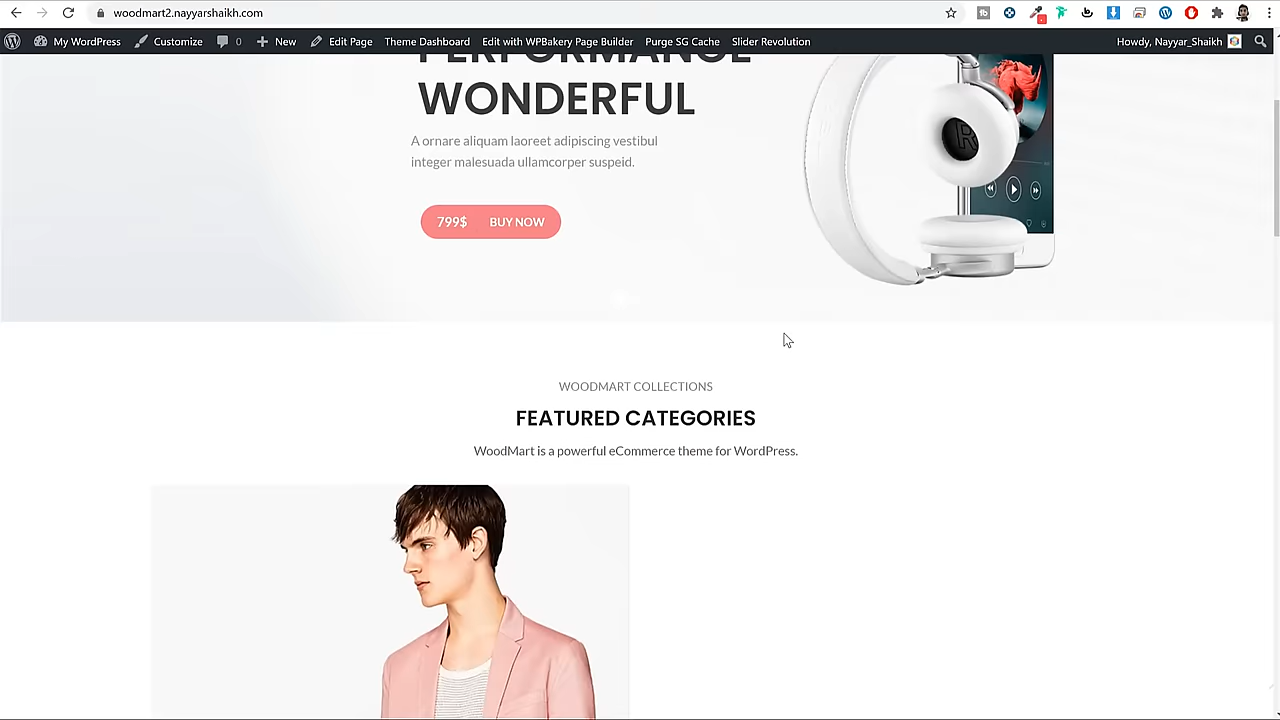 woodmart2.nayyarshaikh.com
My WordPress Customize 0 New Edit Page Theme Dashboard Edit with WPBakery Page Builder Purge SG Cache Slider Revolution Howdy, Nayyar_Shaikh
PERFORMANCE
WONDERFUL
A ornare aliquam laoreet adipiscing vestibul
integer malesuada ullamcorper suspeid.
799$ BUY NOW
WOODMART COLLECTIONS
FEATURED CATEGORIES
WoodMart is a powerful eCommerce theme for WordPress.